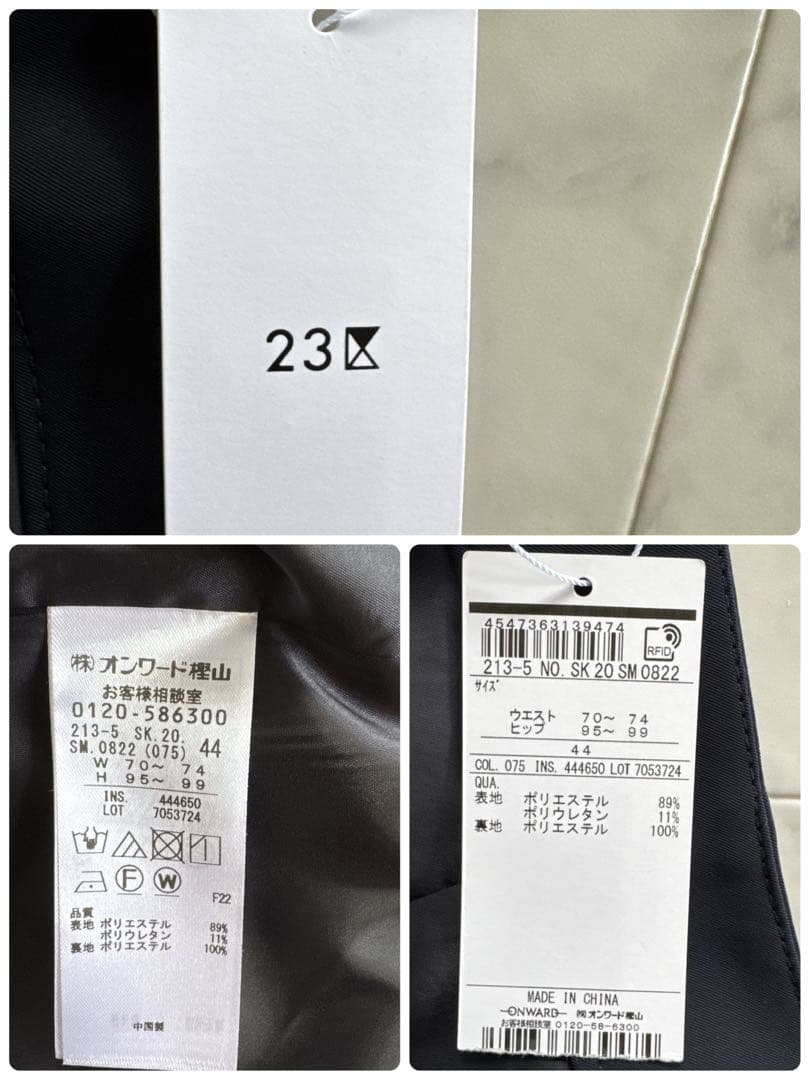 23区
(株)オンワード樫山
お客様相談室
0120-586300
213-5 SK.20.
SM.0822 (075) 44
W 70~ 74
H 95~ 99
INS. 444650
LOT 7053724
F
W
F22
品質
表地 ポリエステル 89%
ポリウレタン 11%
裏地 ポリエステル 100%
中国製
4547363139474
RFID
213-5 NO. SK 20 SM 0822
サイズ
ウエスト 70~ 74
ヒップ 95~ 99
44
COL. 075 INS. 444650 LOT 7053724
QUA.
表地 ポリエステル 89%
ポリウレタン 11%
裏地 ポリエステル 100%
MADE IN CHINA
ONWARD ㈱オンワード樫山
お客様相談室 0120-58-6300